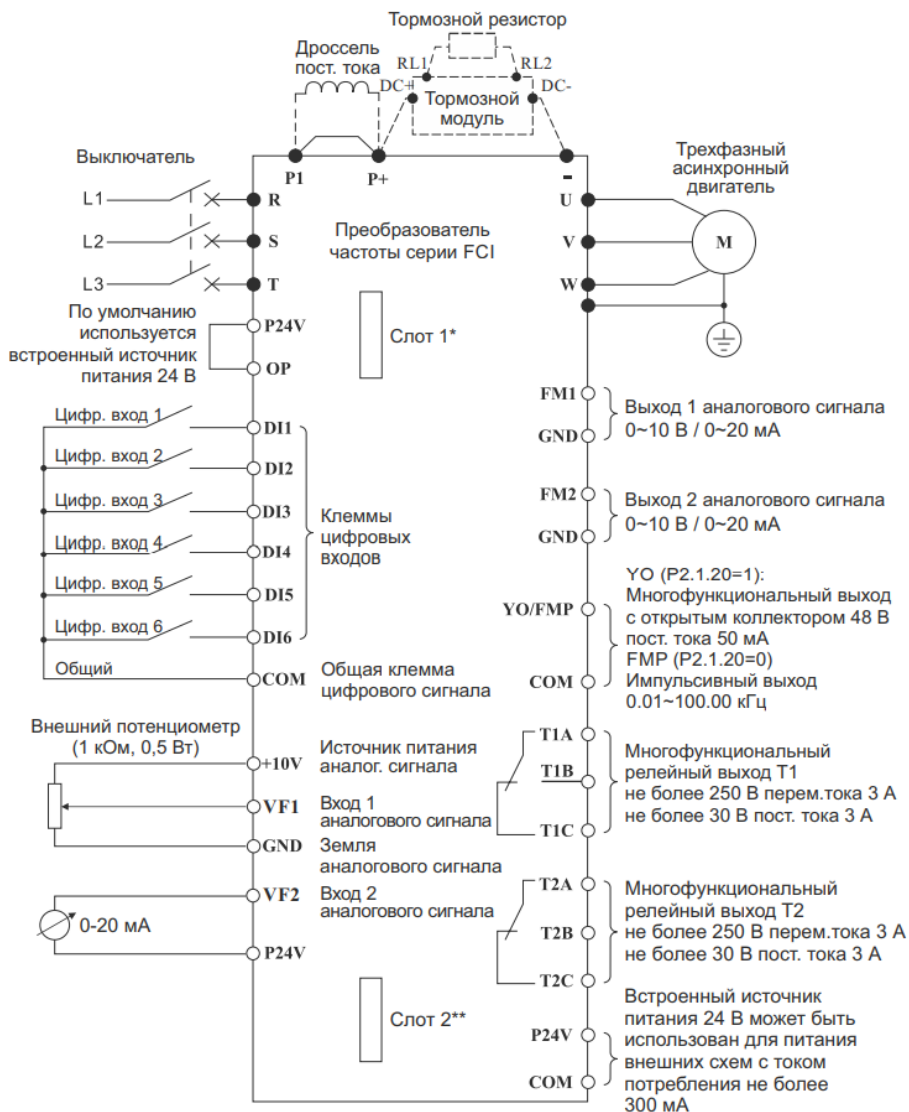 Тормозной резистор
Дроссель
пост. тока
RL1
RL2
DC+
DC-
Тормозной
модуль
Выключатель
P1
P+
-
Трехфазный
асинхронный
двигатель
L1
R
U
L2
S
Преобразователь
частоты серии FCI
V
M
L3
T
W
По умолчанию
используется
встроенный источник
питания 24 В
P24V
OP
Слот 1*
FM1
GND
Выход 1 аналогового сигнала
0~10 В / 0~20 мА
Цифр. вход 1
DI1
Цифр. вход 2
DI2
Цифр. вход 3
DI3
Цифр. вход 4
DI4
Цифр. вход 5
DI5
Цифр. вход 6
DI6
Клеммы
цифровых
входов
FM2
GND
Выход 2 аналогового сигнала
0~10 В / 0~20 мА
YO/FMP
COM
YO (P2.1.20=1):
Многофункциональный выход
с открытым коллектором 48 В
пост. тока 50 мА
FMP (P2.1.20=0)
Импульсивный выход
0.01~100.00 кГц
Общий
COM
Общая клемма
цифрового сигнала
Внешний потенциометр
(1 кОм, 0,5 Вт)
+10V
Источник питания
аналог. сигнала
VF1
Вход 1
аналогового сигнала
GND
Земля
аналогового сигнала
T1A
T1B
T1C
Многофункциональный
релейный выход T1
не более 250 В перем.тока 3 А
не более 30 В пост. тока 3 А
VF2
Вход 2
аналогового сигнала
0-20 мА
P24V
T2A
T2B
T2C
Многофункциональный
релейный выход T2
не более 250 В перем.тока 3 А
не более 30 В пост. тока 3 А
Слот 2**
P24V
COM
Встроенный источник
питания 24 В может быть
использован для питания
внешних схем с током
потребления не более
300 мА